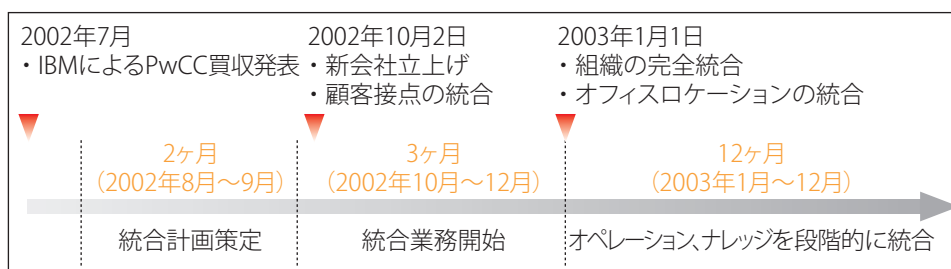 2002年7月
・IBMによるPwCC買収発表
2002年10月2日
・新会社立上げ
・顧客接点の統合
2003年1月1日
・組織の完全統合
・オフィスロケーションの統合
2ヶ月
（2002年8月～9月）
3ヶ月
（2002年10月～12月）
12ヶ月
（2003年1月～12月）
統合計画策定
統合業務開始
オペレーション、ナレッジを段階的に統合